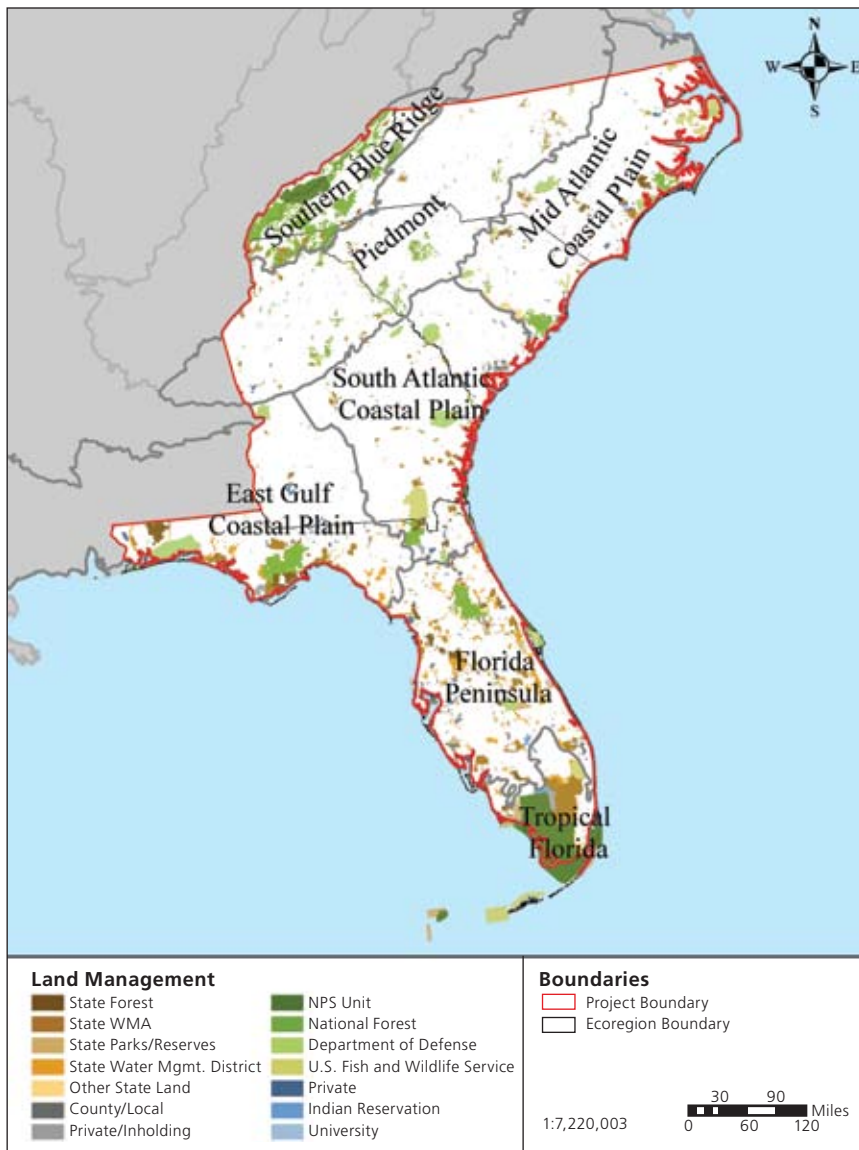 N
W E
S
Southern Blue Ridge
Piedmont
Mid Atlantic
Coastal Plain
South Atlantic
Coastal Plain
East Gulf
Coastal Plain
Florida
Peninsula
Tropical
Florida
Land Management
State Forest
State WMA
State Parks/Reserves
State Water Mgmt. District
Other State Land
County/Local
Private/Inholding
NPS Unit
National Forest
Department of Defense
U.S. Fish and Wildlife Service
Private
Indian Reservation
University
Boundaries
Project Boundary
Ecoregion Boundary
1:7,220,003
30 90
Miles
0 60 120